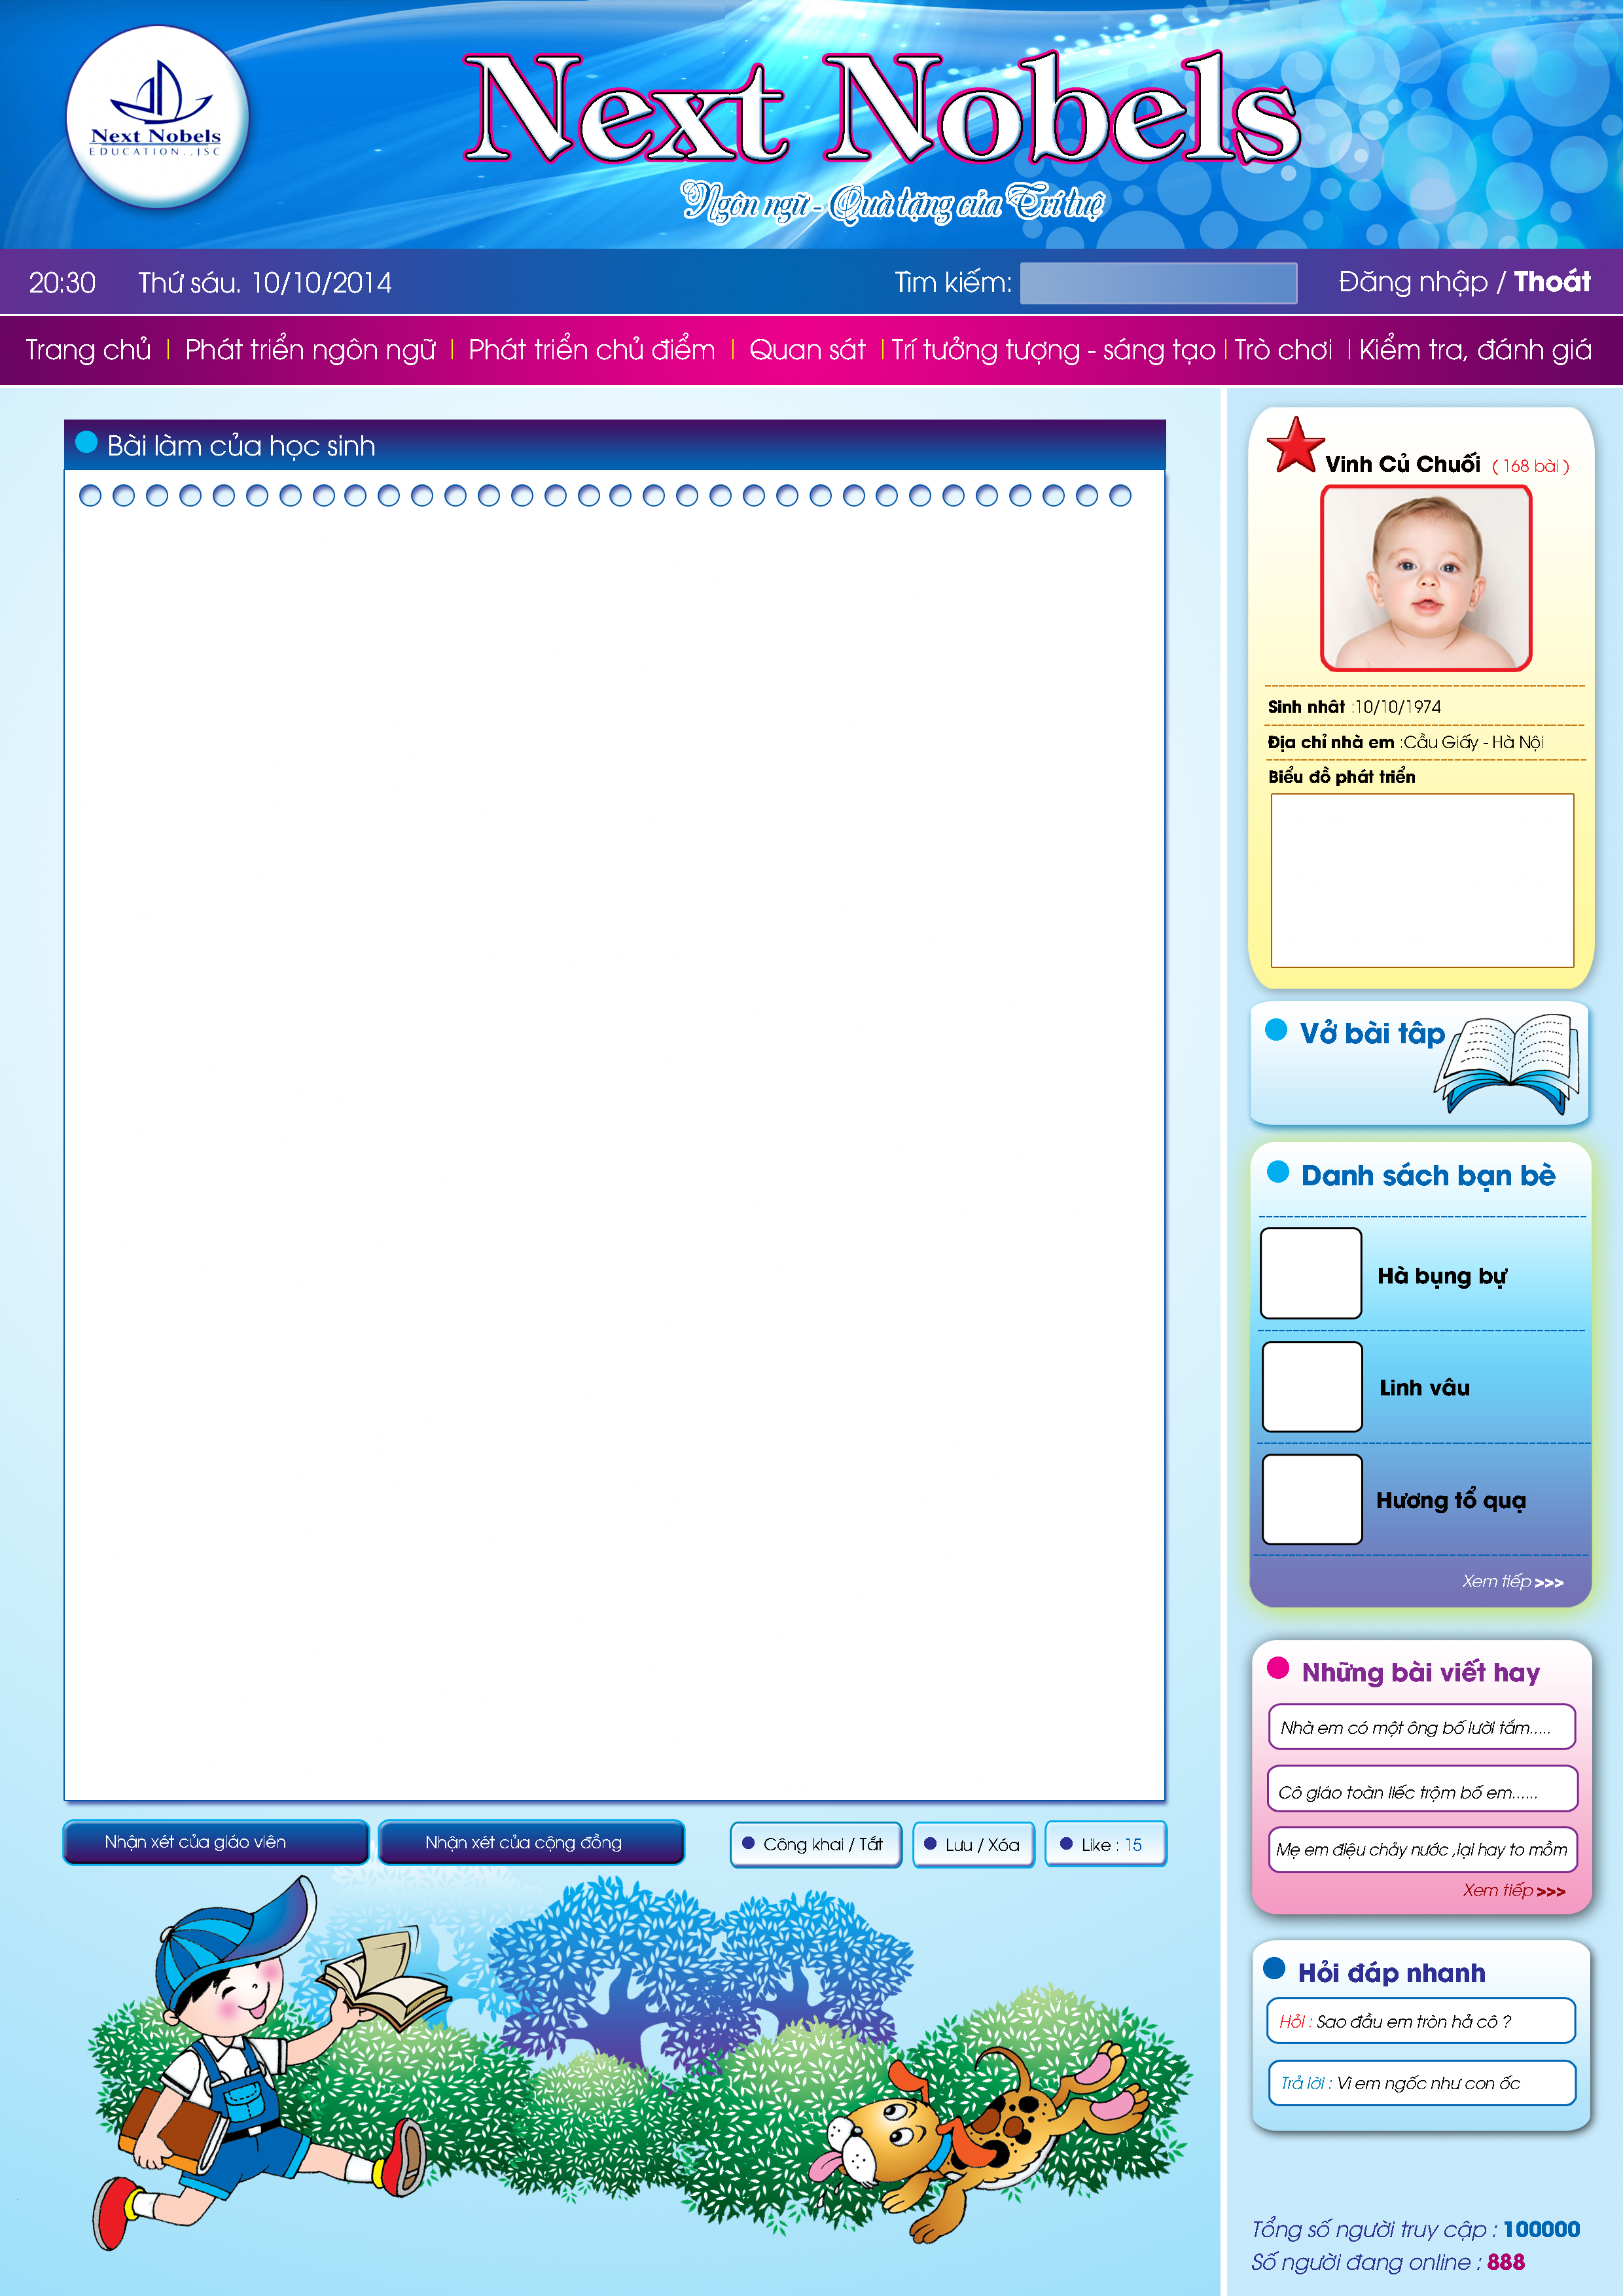 Next Nobels
EDUCATION.,JSC
Next Nobels
Ngôn ngữ - Quà tặng của Trí tuệ
20:30 Thứ sáu. 10/10/2014 Tìm kiếm: Đăng nhập / Thoát
Trang chủ | Phát triển ngôn ngữ | Phát triển chủ điểm | Quan sát | Trí tưởng tượng - sáng tạo | Trò chơi | Kiểm tra, đánh giá
Bài làm của học sinh
Nhận xét của giáo viên
Nhận xét của cộng đồng
Công khai / Tắt
Lưu / Xóa
Like : 15
Vinh Củ Chuối ( 168 bài )
Sinh nhât :10/10/1974
Địa chỉ nhà em :Cầu Giấy - Hà Nội
Biểu đồ phát triển
Vở bài tâp
Danh sách bạn bè
Hà bụng bự
Linh vâu
Hương tổ quạ
Xem tiếp >>>
Những bài viết hay
Nhà em có một ông bố lười tắm.....
Cô giáo toàn liếc trộm bố em......
Mẹ em điệu chảy nước ,lại hay to mồm
Xem tiếp >>>
Hỏi đáp nhanh
Hỏi : Sao đầu em tròn hả cô ?
Trả lời : Vì em ngốc như con ốc
Tổng số người truy cập : 100000
Số người đang online : 888